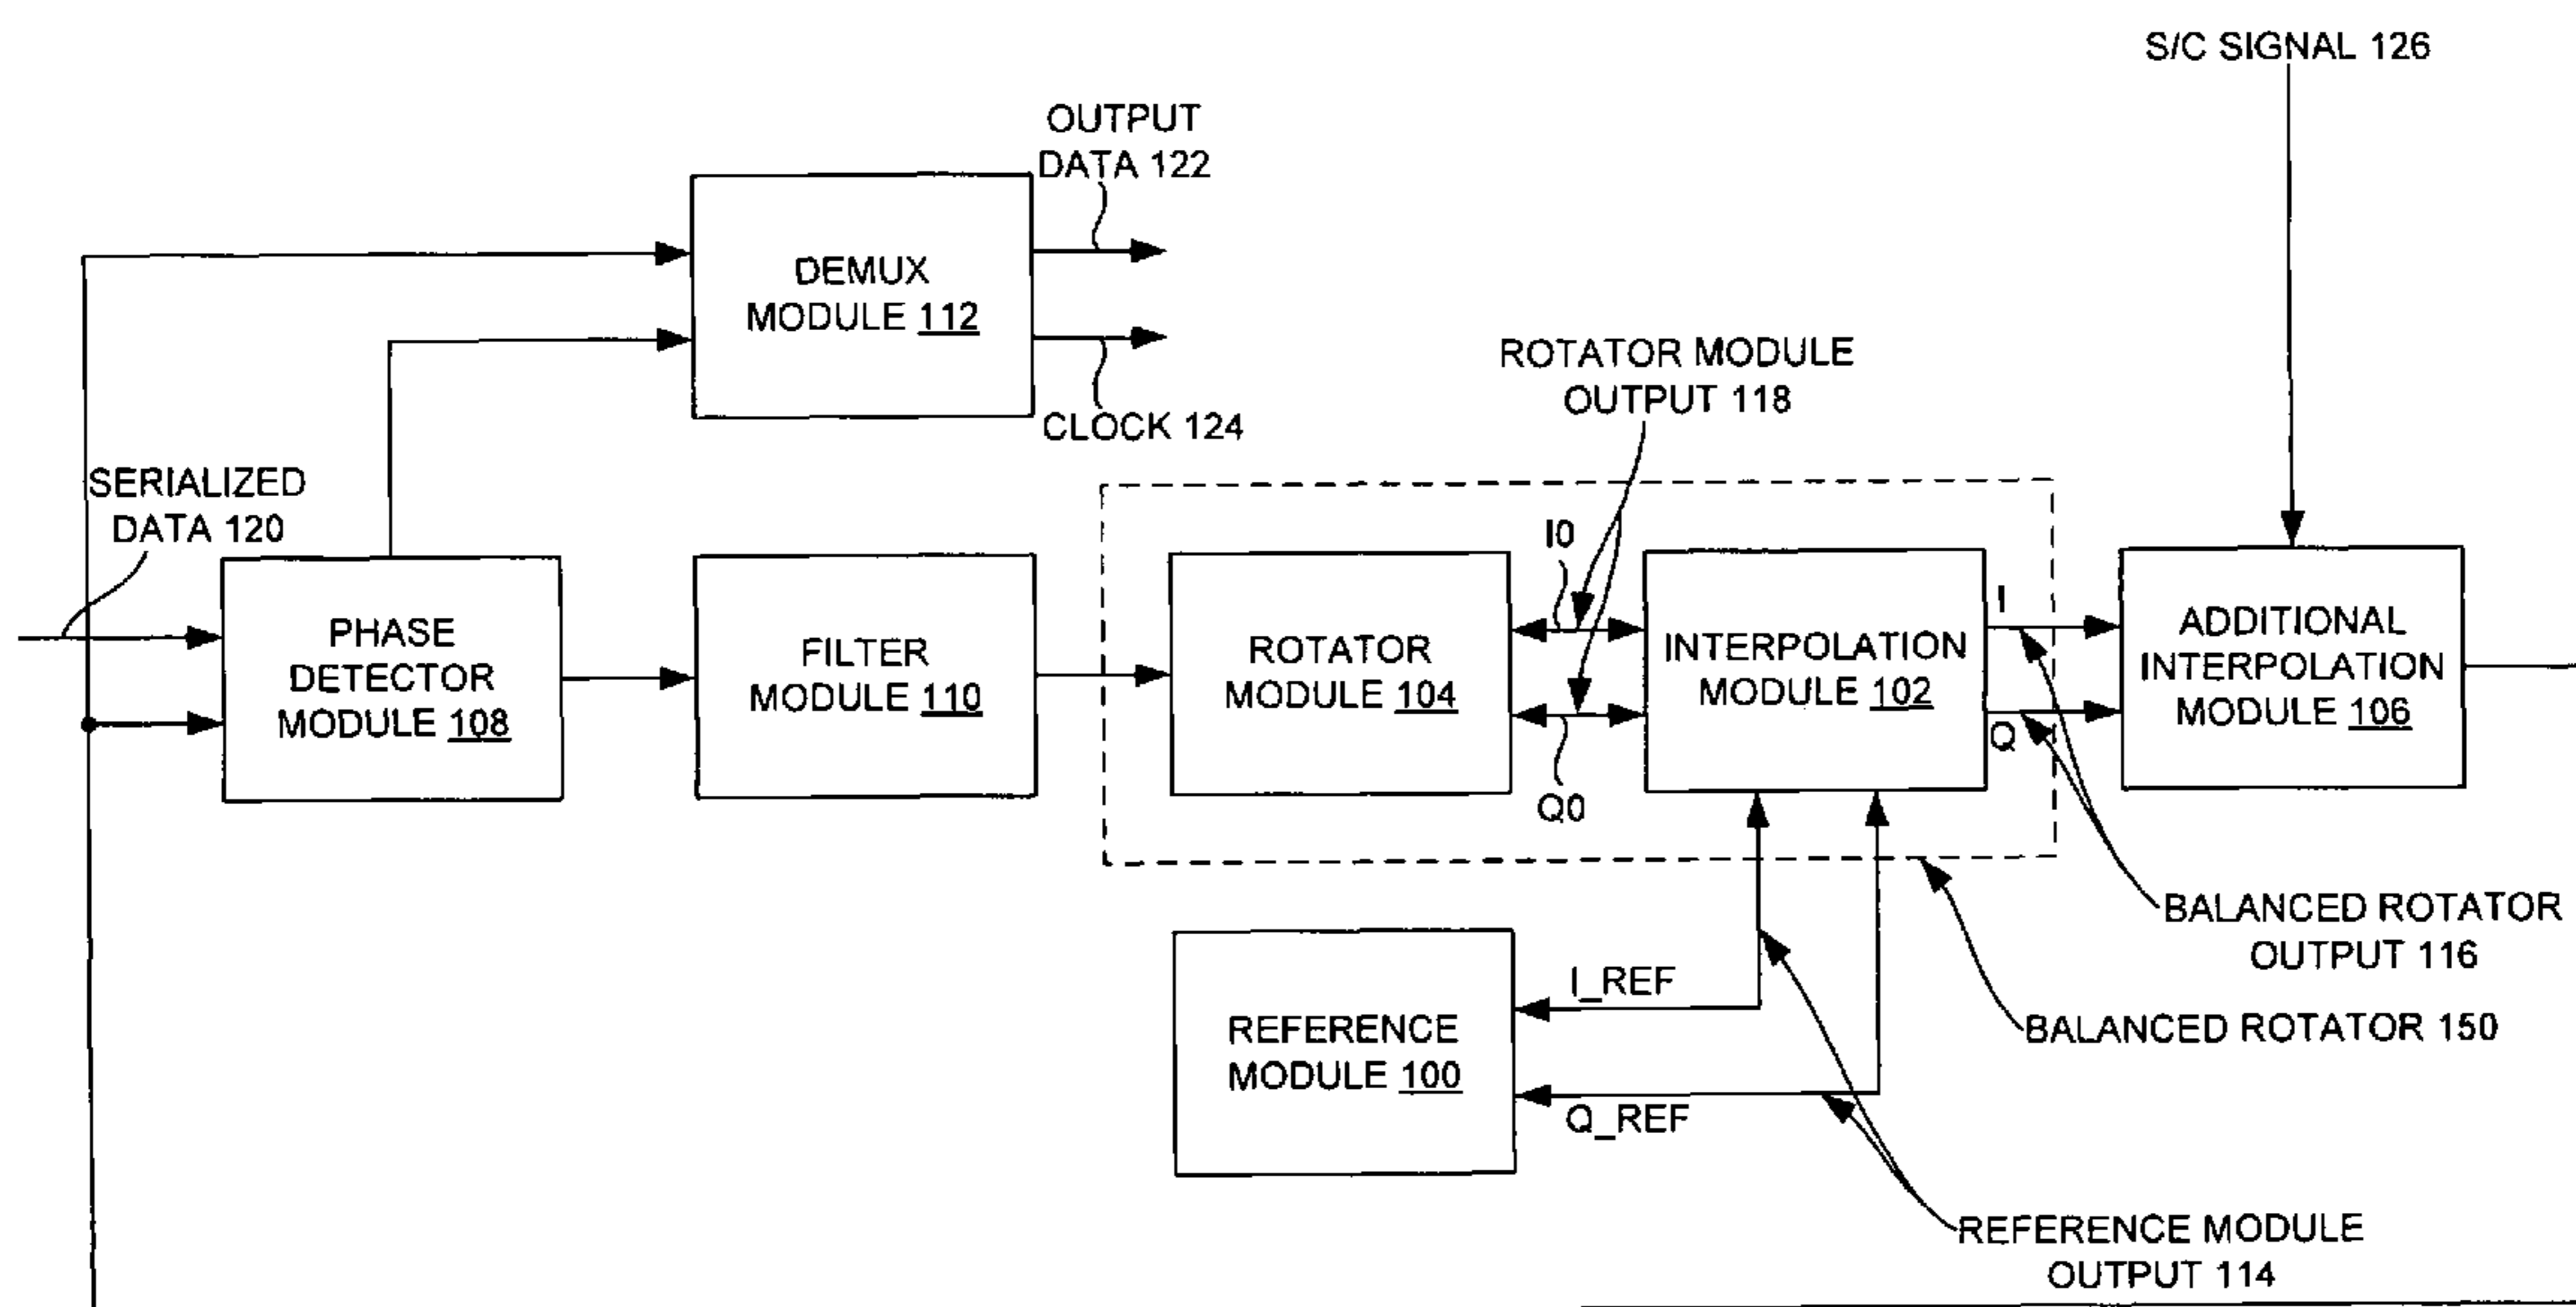 S/C SIGNAL 126
OUTPUT
DATA 122
DEMUX
MODULE 112
CLOCK 124
ROTATOR MODULE
OUTPUT 118
SERIALIZED
DATA 120
PHASE
DETECTOR
MODULE 108
FILTER
MODULE 110
ROTATOR
MODULE 104
I0
Q0
INTERPOLATION
MODULE 102
I
Q
ADDITIONAL
INTERPOLATION
MODULE 106
BALANCED ROTATOR
OUTPUT 116
BALANCED ROTATOR 150
REFERENCE
MODULE 100
I_REF
Q_REF
REFERENCE MODULE
OUTPUT 114